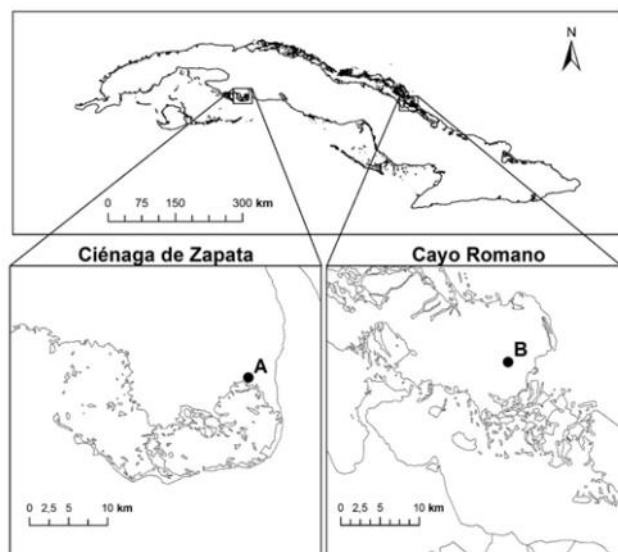 N
0 75 150 300 km
Ciénaga de Zapata
Cayo Romano
A
0 2,5 5 10 km
B
0 2,5 5 10 km